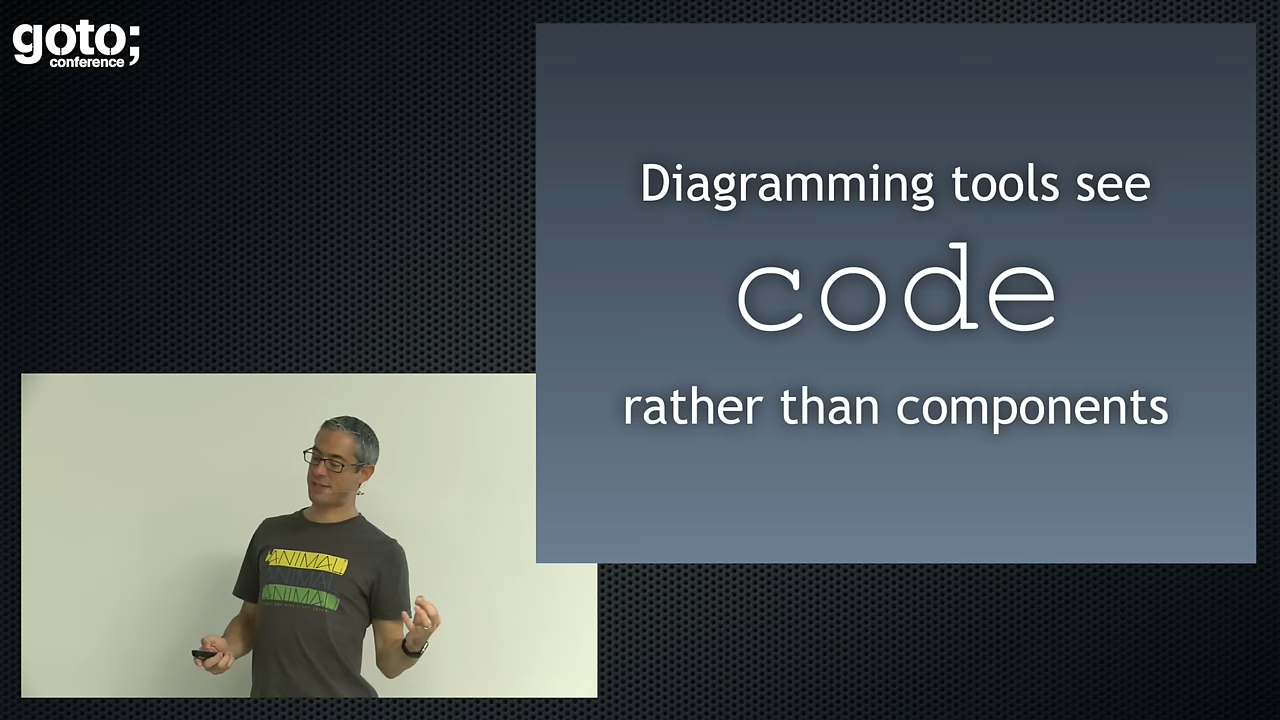 goto;
conference
Diagramming tools see
code
rather than components
ANIMAL
ANIMAL
ANIMAL